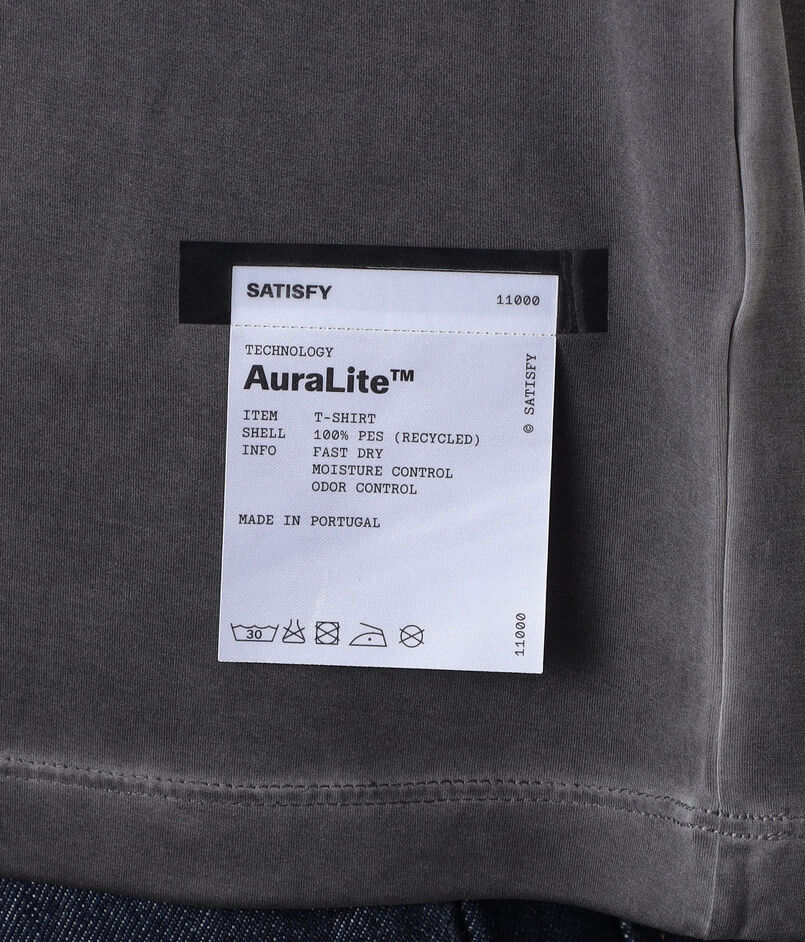 SATISFY 11000
TECHNOLOGY
AuraLite™
ITEM T-SHIRT
SHELL 100% PES (RECYCLED)
INFO FAST DRY
MOISTURE CONTROL
ODOR CONTROL
MADE IN PORTUGAL
30
© SATISFY
11000